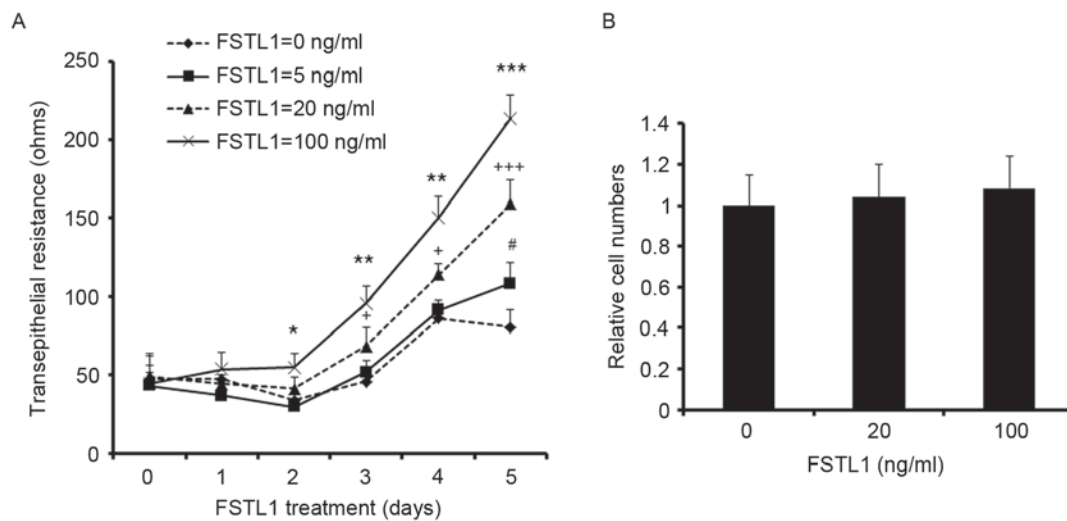 A
FSTL1=0 ng/ml
FSTL1=5 ng/ml
FSTL1=20 ng/ml
FSTL1=100 ng/ml
250
200
150
100
50
0
Transepithelial resistance (ohms)
*
**
+
**
+
***
+++
#
0 1 2 3 4 5
FSTL1 treatment (days)
B
1.4
1.2
1
0.8
0.6
0.4
0.2
0
Relative cell numbers
0 20 100
FSTL1 (ng/ml)